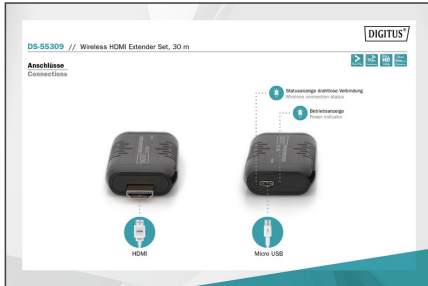 DIGITUS®
DS-55309 // Wireless HDMI Extender Set, 30 m
Anschlüsse
Connections
Statusanzeige drahtlose Verbindung
Wireless connection status
Betriebsanzeige
Power indicator
HDMI
Micro USB